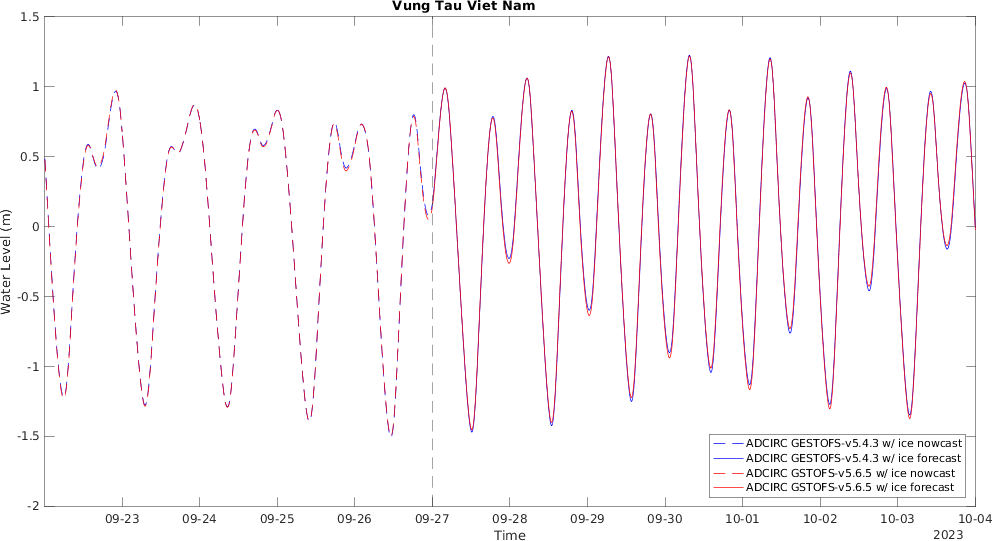 Vung Tau Viet Nam
1.5
1
0.5
0
-0.5
-1
-1.5
-2
Water Level (m)
ADCIRC GESTOFS-v5.4.3 w/ ice nowcast
ADCIRC GESTOFS-v5.4.3 w/ ice forecast
ADCIRC GSTOFS-v5.6.5 w/ ice nowcast
ADCIRC GSTOFS-v5.6.5 w/ ice forecast
09-23 09-24 09-25 09-26 09-27 09-28 09-29 09-30 10-01 10-02 10-03 10-04
Time
2023